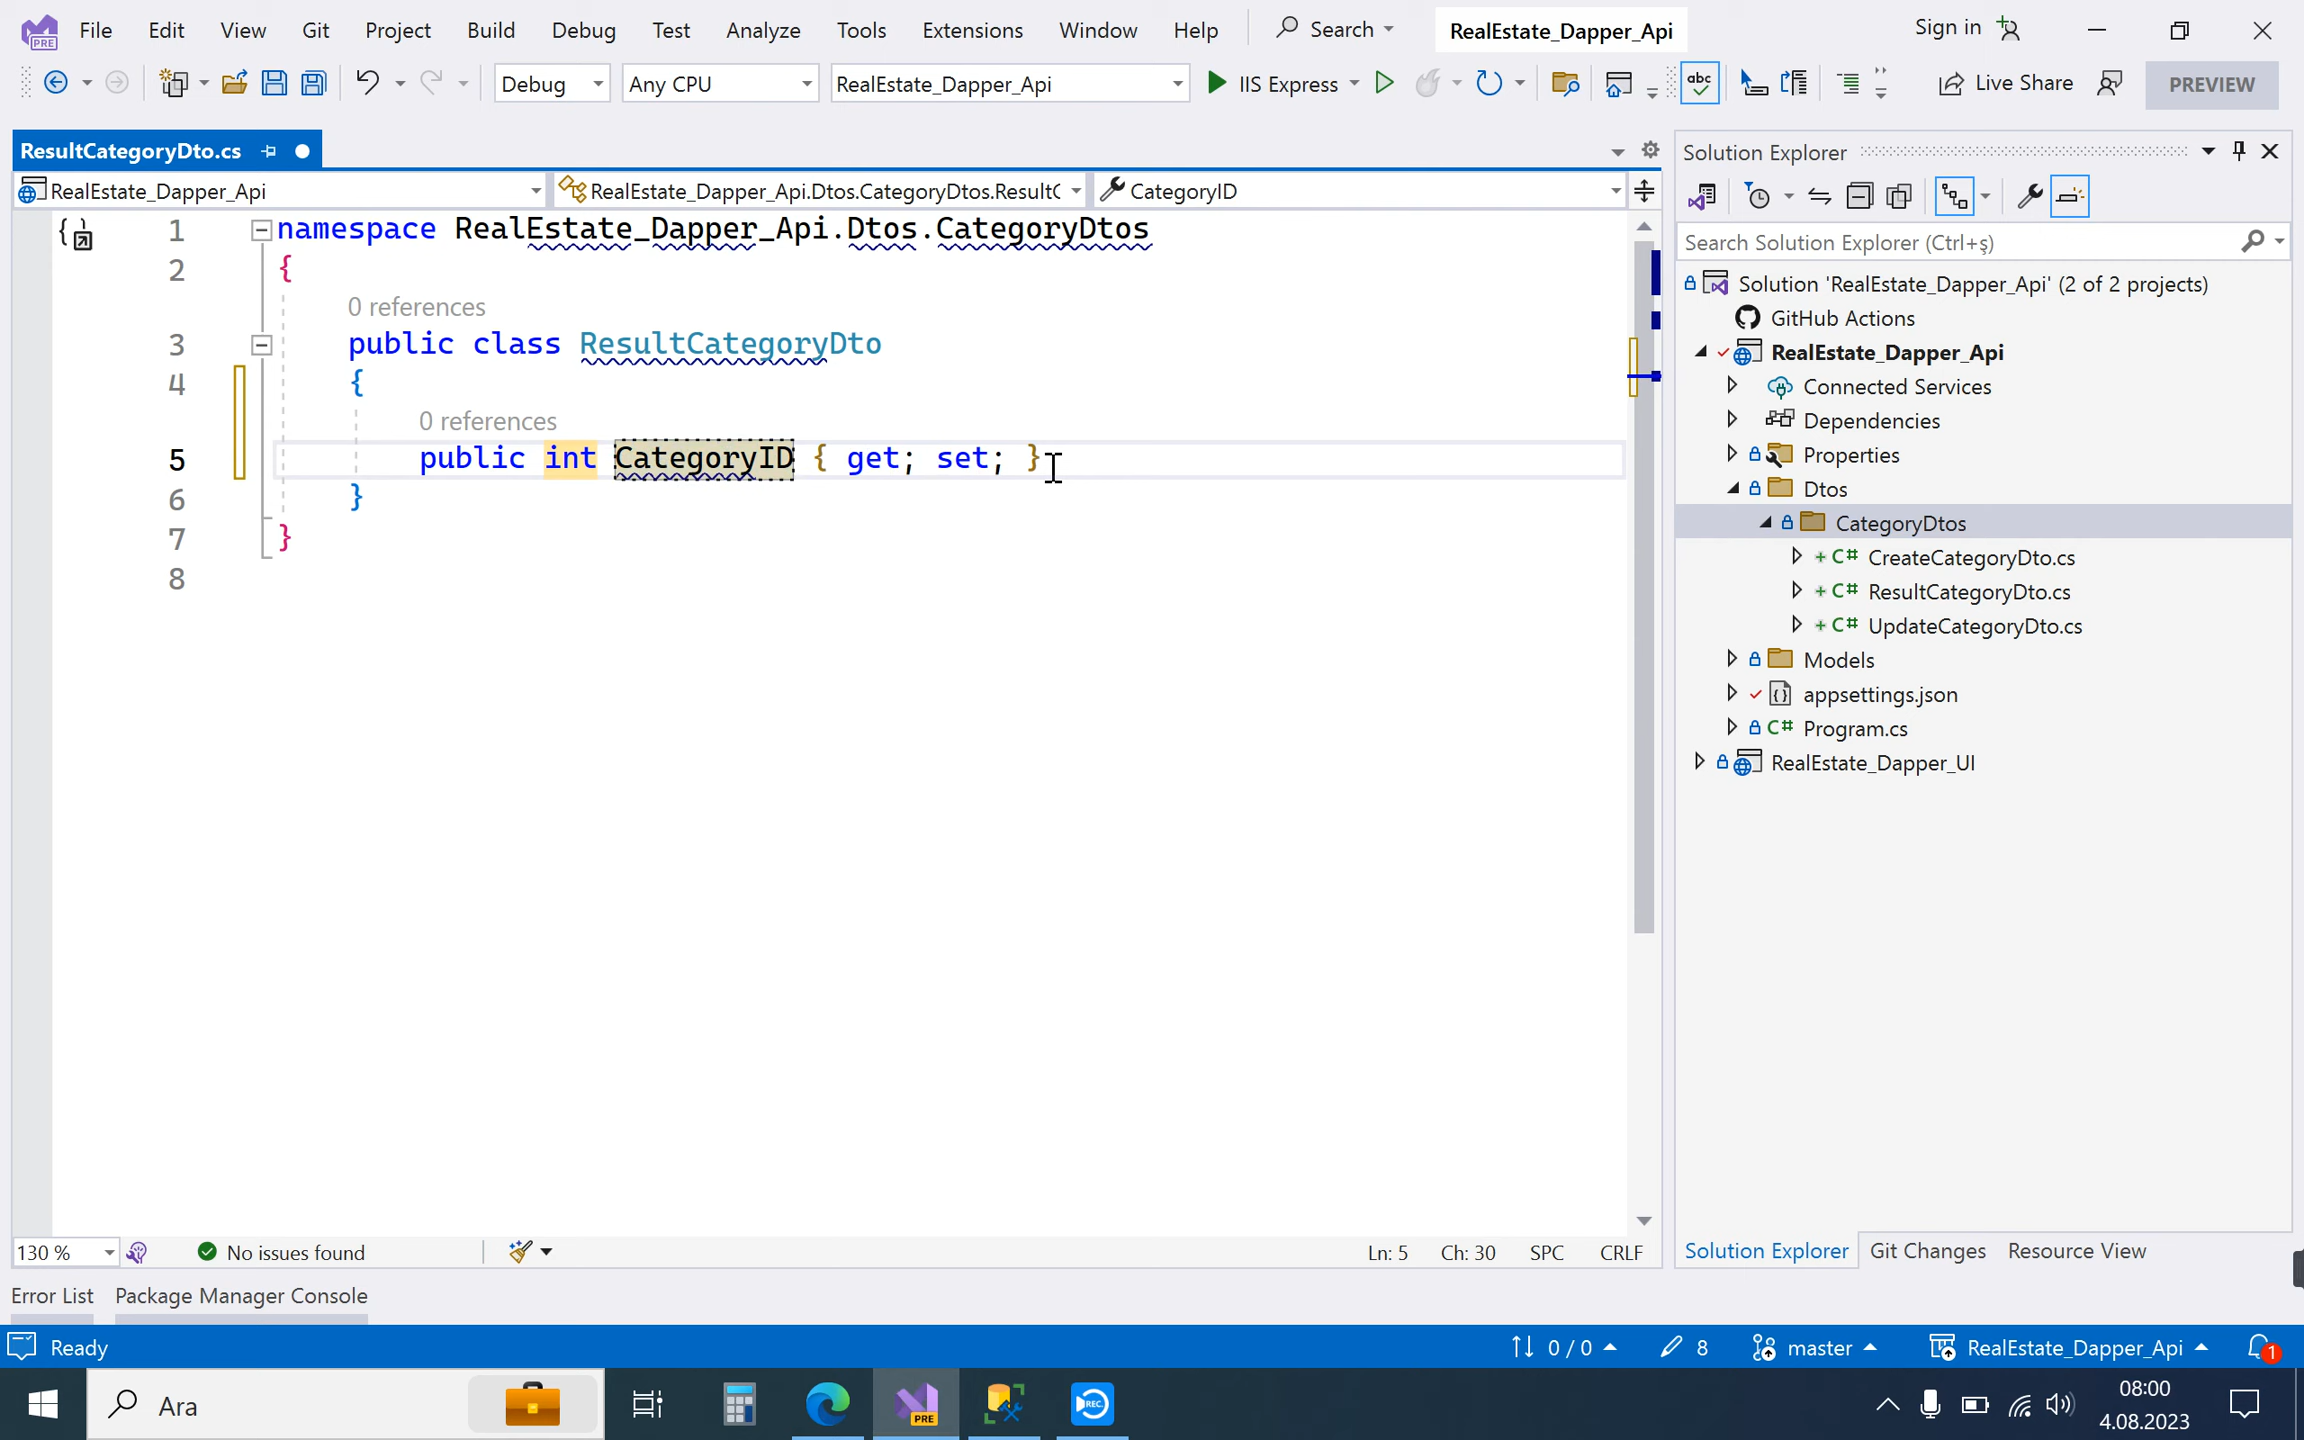 File Edit View Git Project Build Debug Test Analyze Tools Extensions Window Help Search RealEstate_Dapper_Api Sign in
PRE
Debug Any CPU RealEstate_Dapper_Api IIS Express abc Live Share PREVIEW
ResultCategoryDto.cs
RealEstate_Dapper_Api RealEstate_Dapper_Api.Dtos.CategoryDtos.Result( CategoryID
1 namespace RealEstate_Dapper_Api.Dtos.CategoryDtos
2 {
0 references
3 public class ResultCategoryDto
4 {
0 references
5 public int CategoryID { get; set; }
6 }
7 }
8
130 % No issues found Ln: 5 Ch: 30 SPC CRLF
Solution Explorer
Search Solution Explorer (Ctrl+ş)
Solution 'RealEstate_Dapper_Api' (2 of 2 projects)
GitHub Actions
RealEstate_Dapper_Api
Connected Services
Dependencies
Properties
Dtos
CategoryDtos
C# CreateCategoryDto.cs
C# ResultCategoryDto.cs
C# UpdateCategoryDto.cs
Models
appsettings.json
C# Program.cs
RealEstate_Dapper_UI
Solution Explorer Git Changes Resource View
Error List Package Manager Console
Ready 0 / 0 8 master RealEstate_Dapper_Api 1
Ara PRE REC 08:00
4.08.2023